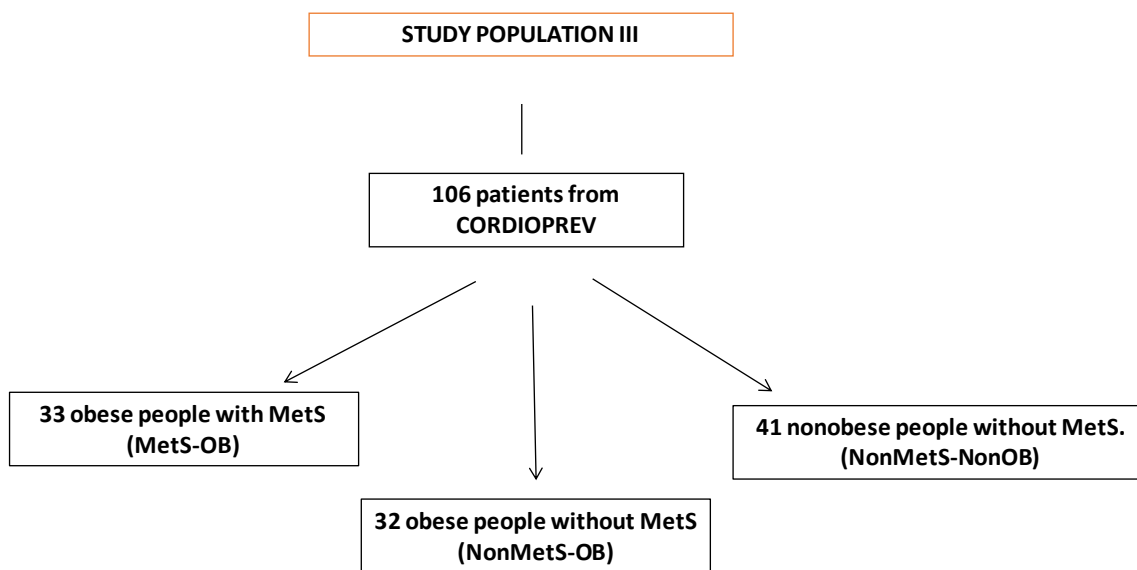 STUDY POPULATION III
106 patients from
CORDIOPREV
33 obese people with MetS
(MetS-OB)
41 nonobese people without MetS.
(NonMetS-NonOB)
32 obese people without MetS
(NonMetS-OB)